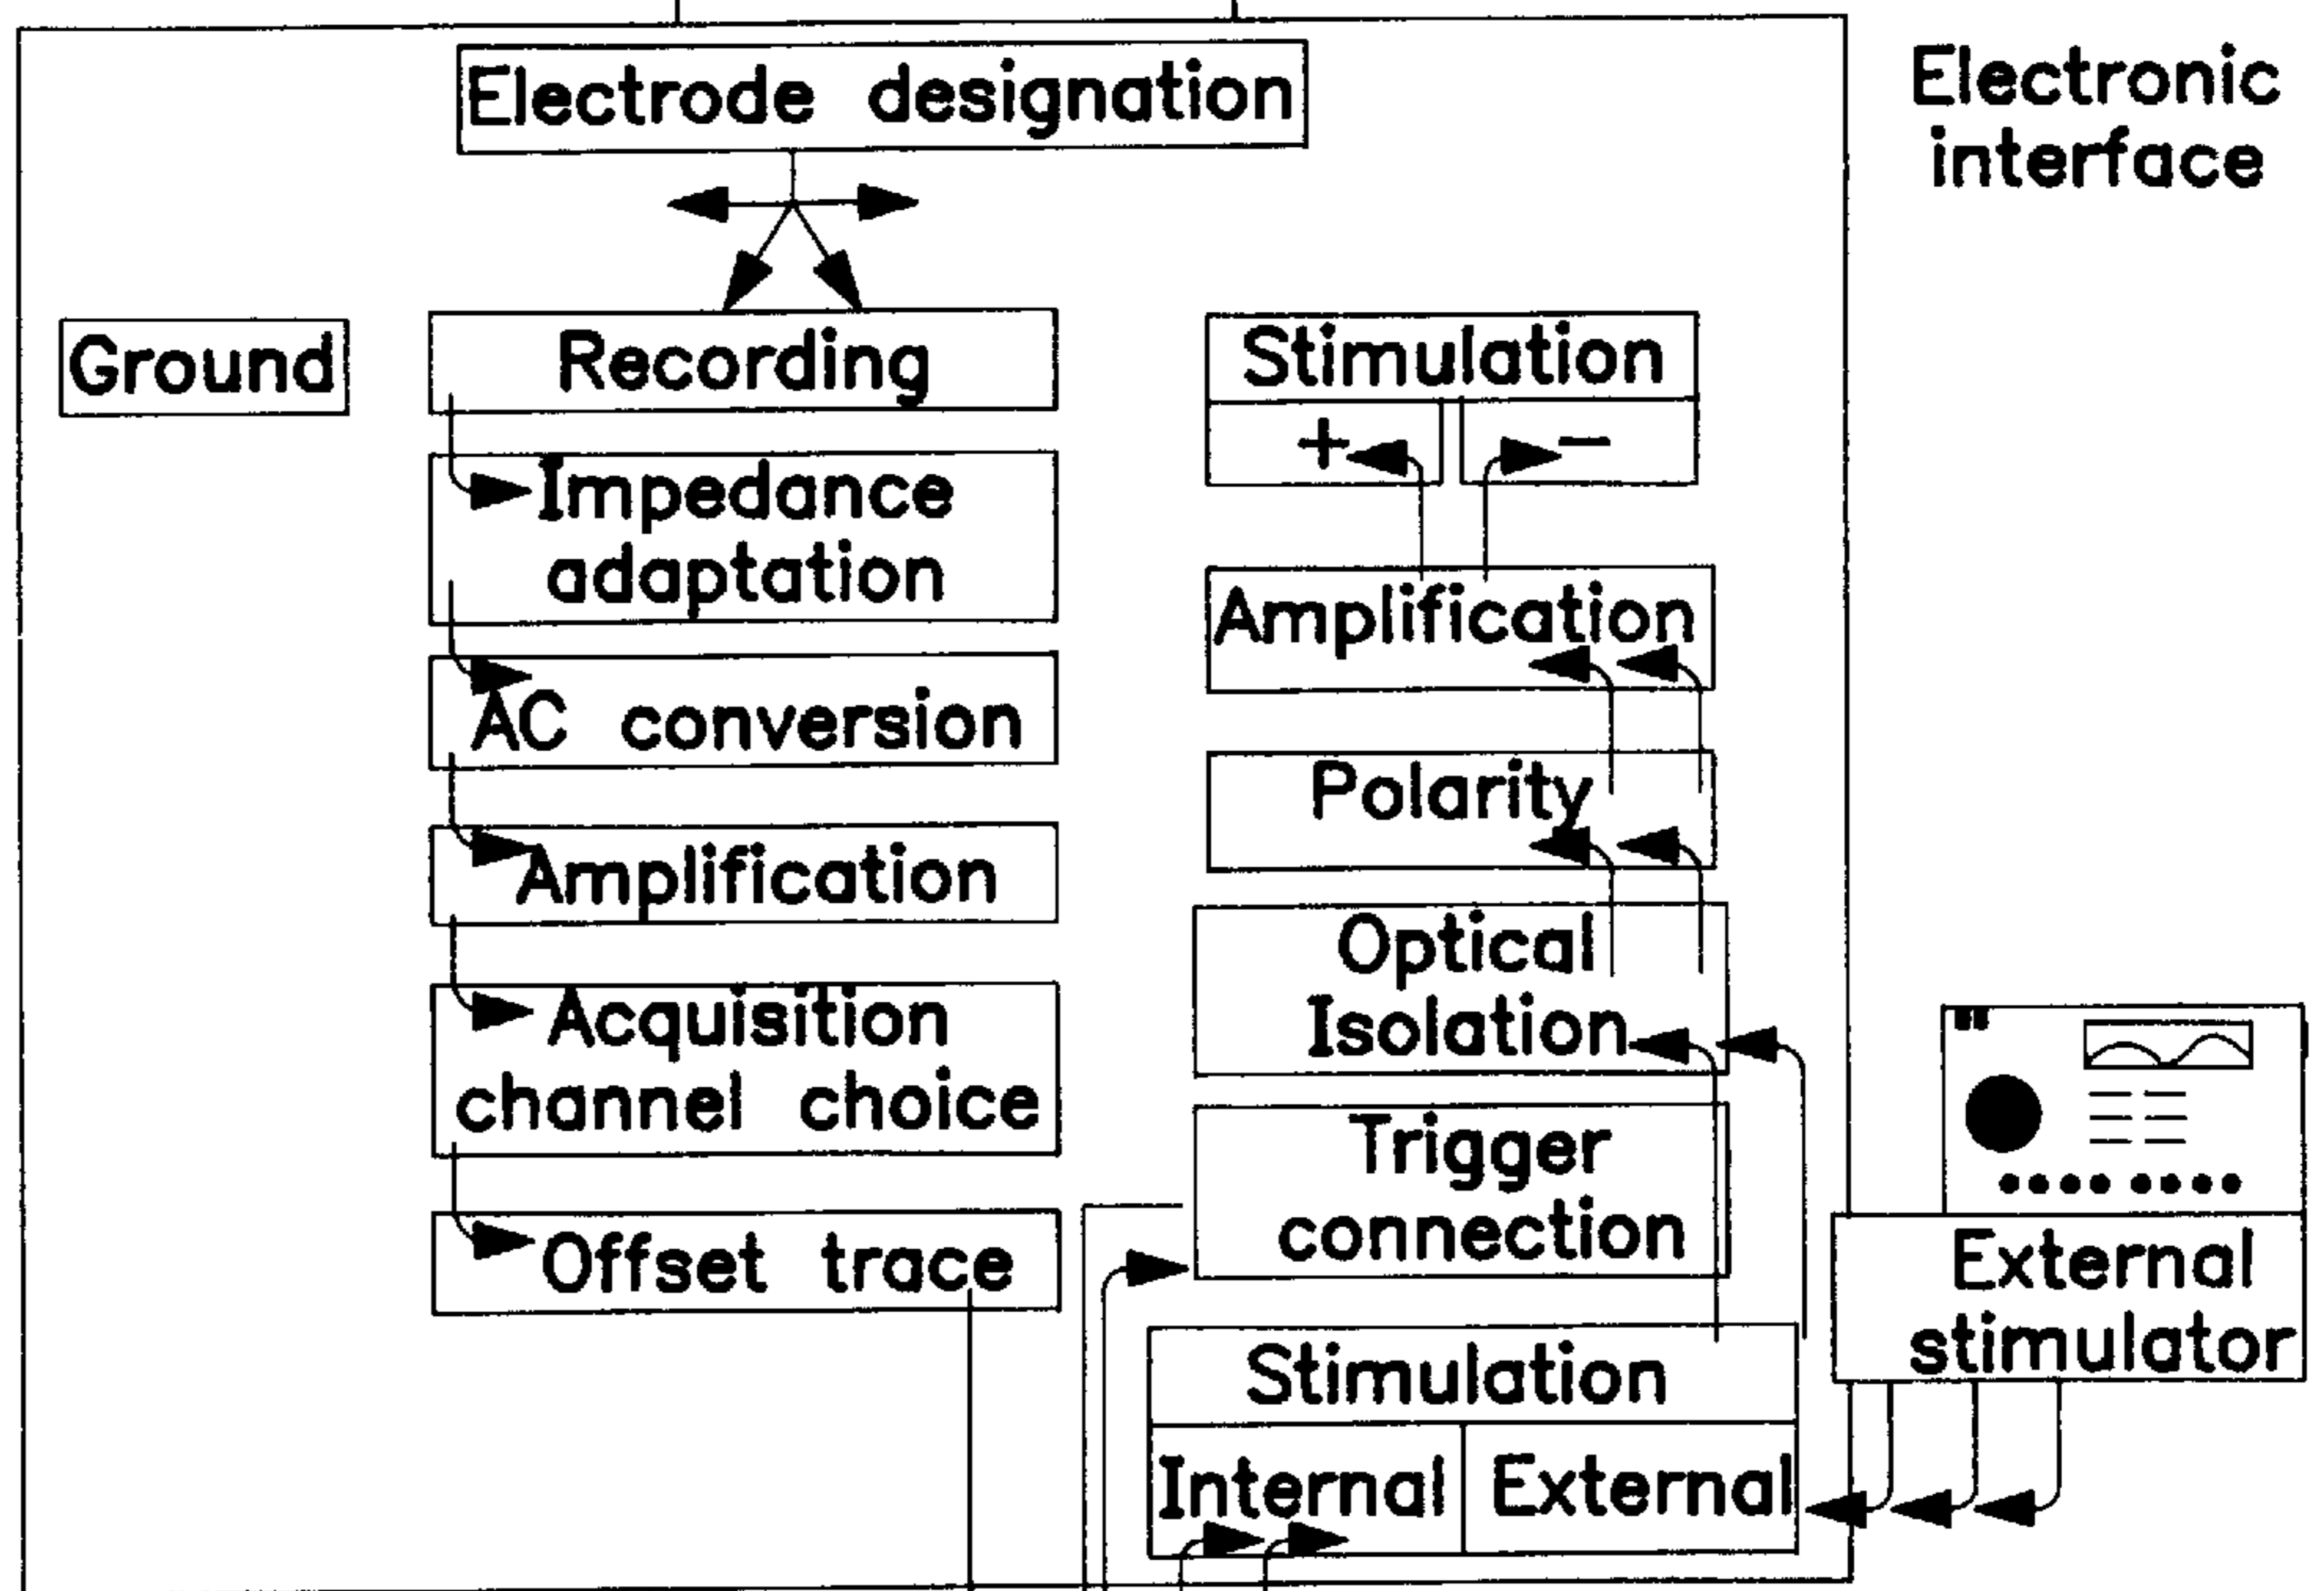 Electrode designation
Electronic
interface
Ground
Recording
Stimulation
+ −
Impedance
adaptation
Amplification
AC conversion
Polarity
Amplification
Optical
Isolation
Acquisition
channel choice
Trigger
connection
Offset trace
External
stimulator
Stimulation
Internal External